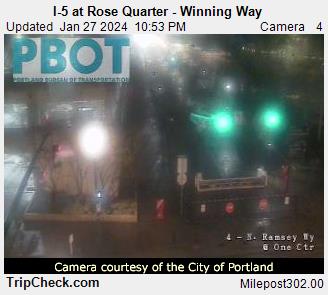 I-5 at Rose Quarter - Winning Way
Updated Jan 27 2024 10:53 PM Camera 4
PBOT
PORTLAND BUREAU OF TRANSPORTATION
4 - N. Ramsey Wy
@ One Ctr
Camera courtesy of the City of Portland
TripCheck.com Milepost302.00